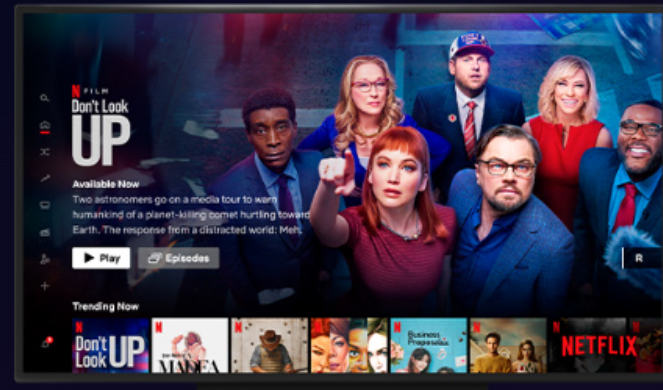 N FILM
Don't Look
UP
Available Now
Two astronomers go on a media tour to warn
humankind of a planet-killing comet hurtling toward
Earth. The response from a distracted world: Meh.
Play
Episodes
R
Trending Now
N
Don't
Look UP
N
MADEA
N
N
N
Business
Proposal
N
NETFLIX
N